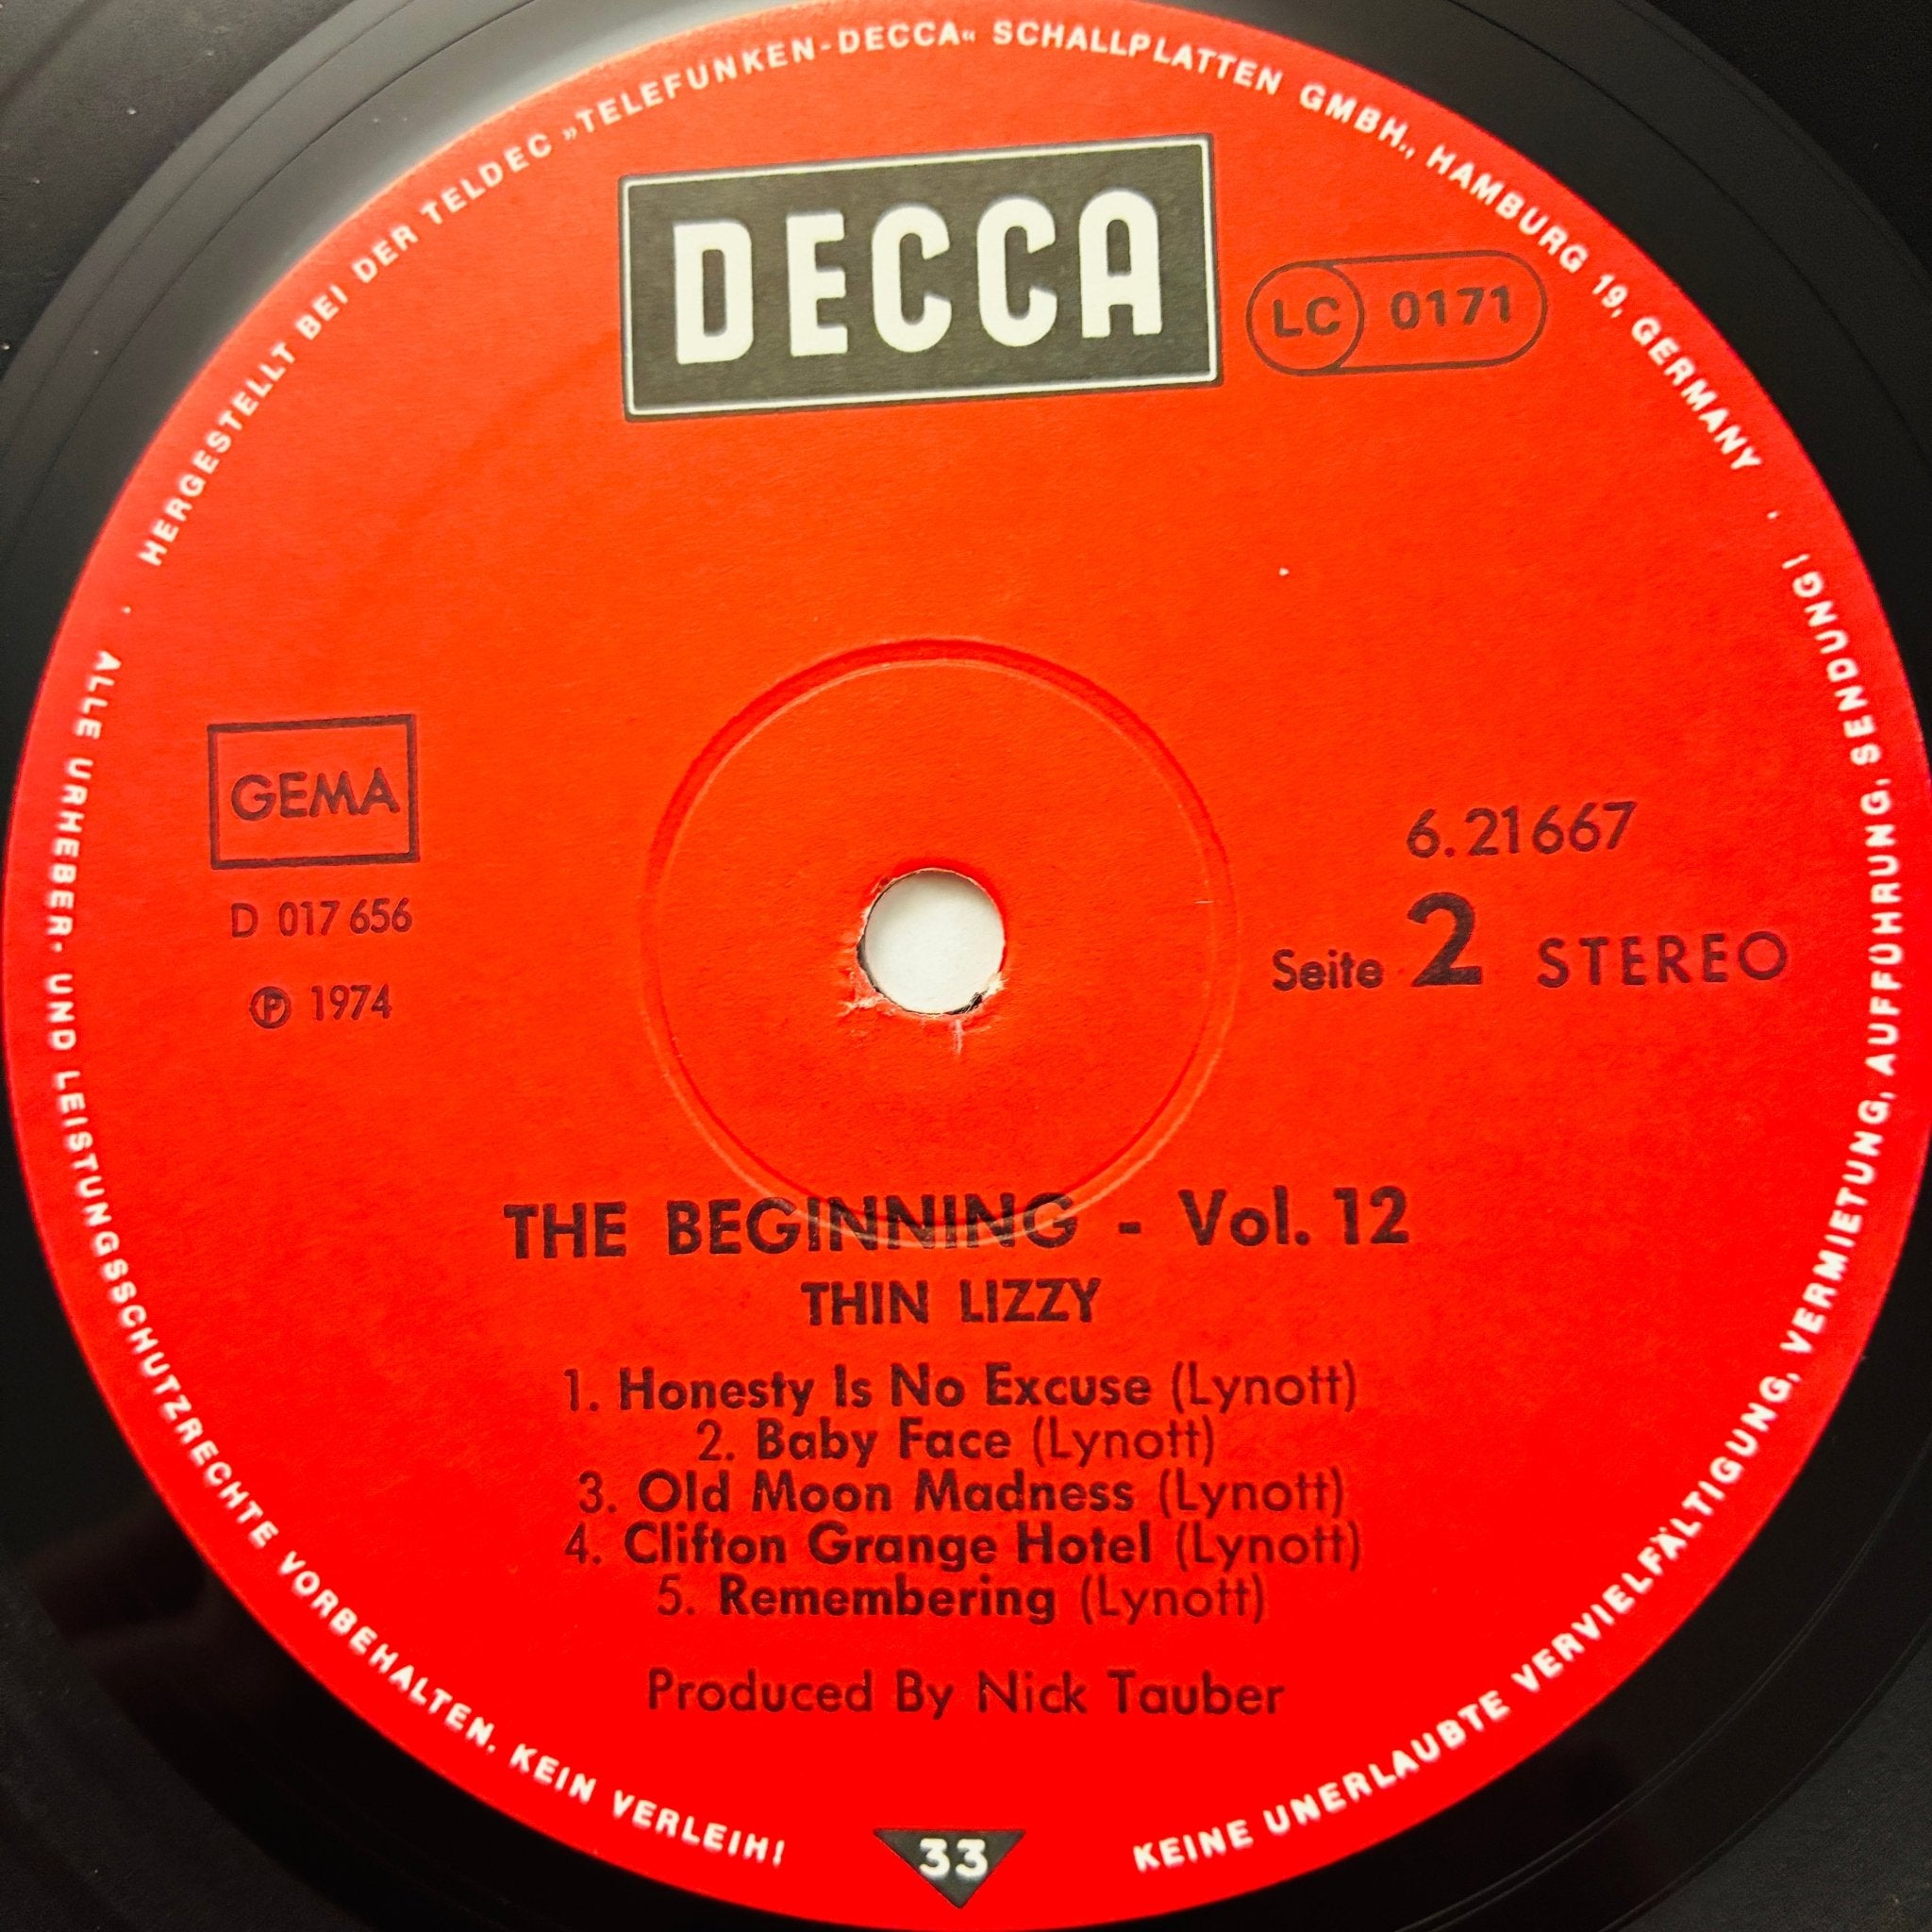 HERGESTELLT BEI DER TELDEC »TELEFUNKEN-DECCA« SCHALLPLATTEN GMBH., HAMBURG 19, GERMANY ·
DECCA
LC 0171
GEMA
D 017 656
Ⓟ 1974
6.21667
Seite 2 STEREO
THE BEGINNING - Vol. 12
THIN LIZZY
1. Honesty Is No Excuse (Lynott)
2. Baby Face (Lynott)
3. Old Moon Madness (Lynott)
4. Clifton Grange Hotel (Lynott)
5. Remembering (Lynott)
Produced By Nick Tauber
33
ALLE URHEBER- UND LEISTUNGSSCHUTZRECHTE VORBEHALTEN. KEIN VERLEIH!
KEINE UNERLAUBTE VERVIELFÄLTIGUNG, VERMIETUNG, AUFFÜHRUNG, SENDUNG! ·